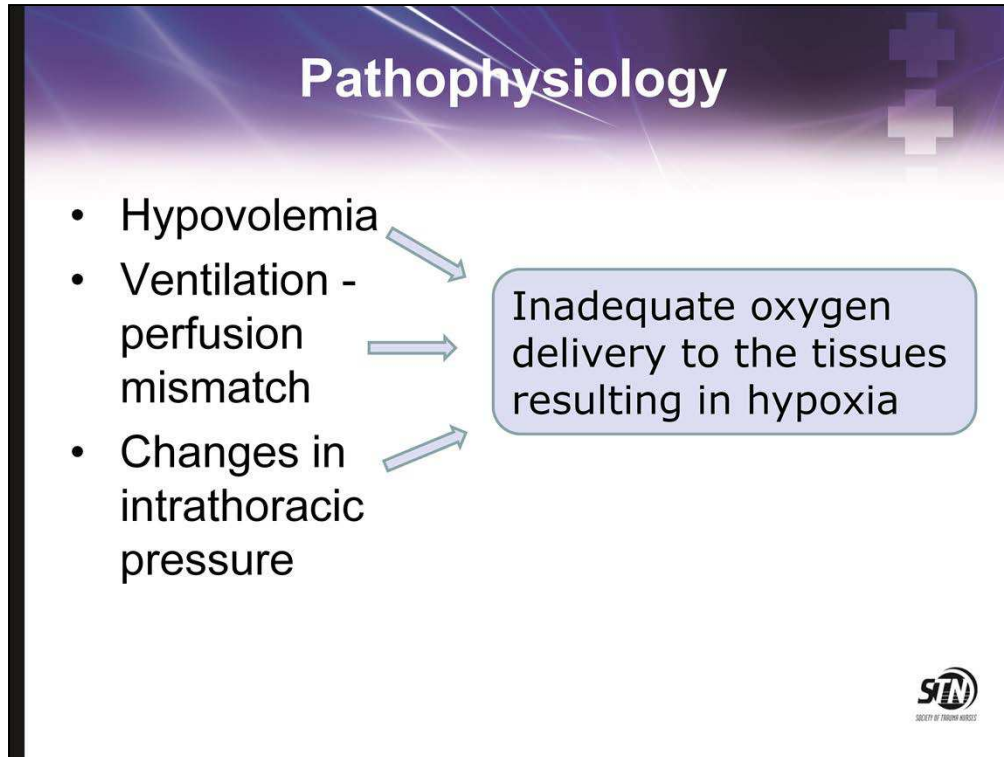 Pathophysiology
• Hypovolemia
• Ventilation -
perfusion
mismatch
• Changes in
intrathoracic
pressure
Inadequate oxygen
delivery to the tissues
resulting in hypoxia
STN
SOCIETY OF TRAUMA NURSES